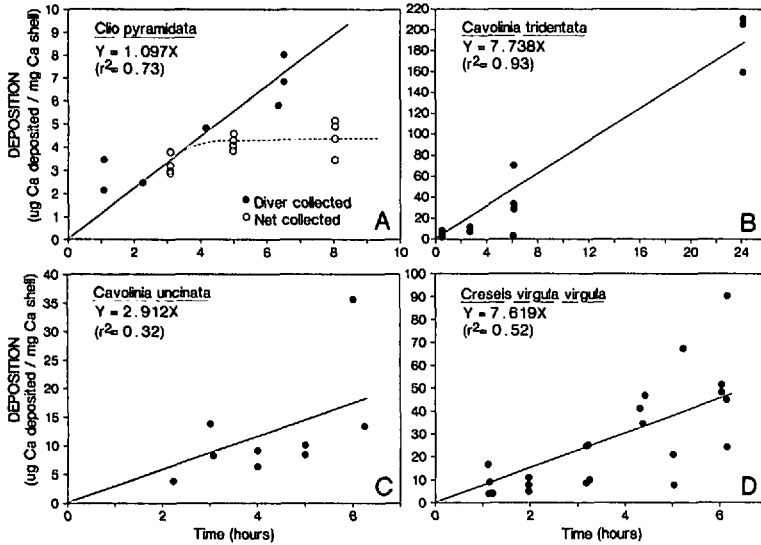 DEPOSITION
(ug Ca deposited / mg Ca shell)
10
9
8
7
6
5
4
3
2
1
0
Clio pyramidata
Y = 1.097X
(r²= 0.73)
Diver collected
Net collected
A
0 2 4 6 8 10
220
200
180
160
140
120
100
80
60
40
20
0
Cavolinia tridentata
Y = 7.738X
(r²= 0.93)
B
0 4 8 12 16 20 24
DEPOSITION
(ug Ca deposited / mg Ca shell)
40
35
30
25
20
15
10
5
0
Cavolinia uncinata
Y = 2.912X
(r²= 0.32)
C
0 2 4 6
Time (hours)
100
90
80
70
60
50
40
30
20
10
0
Creseis virgula virgula
Y = 7.619X
(r²= 0.52)
D
0 2 4 6
Time (hours)